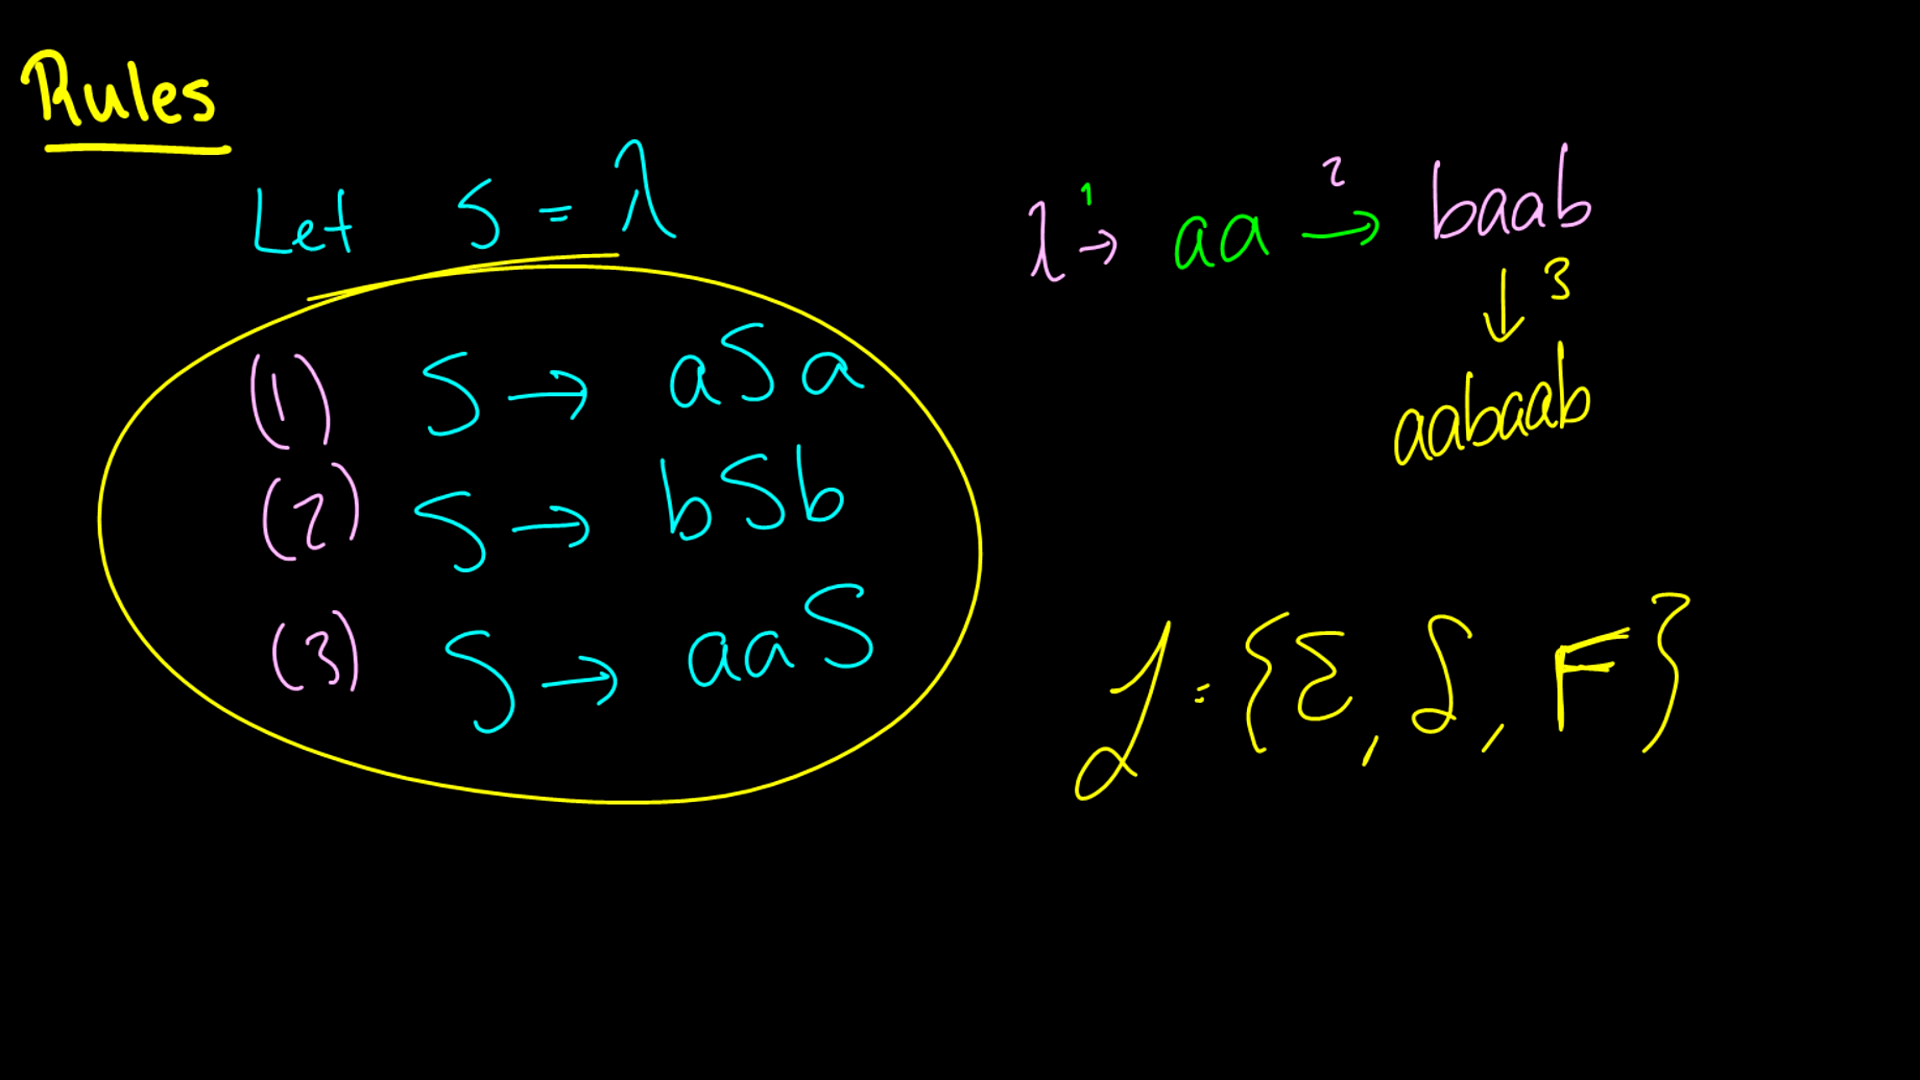 Rules
Let S = λ
(1) S → aSa
(2) S → bSb
(3) S → aaS
λ →1 aa →2 baab
↓ 3
aabaab
𝒥 = {Σ, S, F}